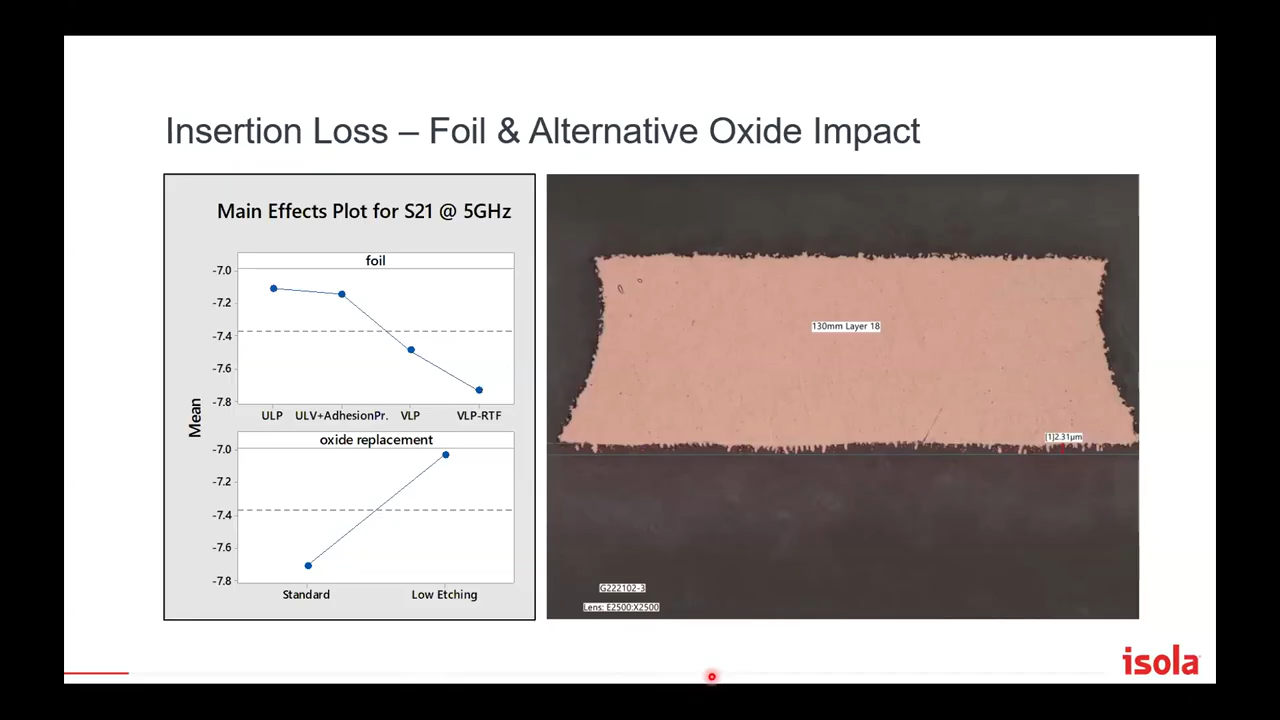 Insertion Loss – Foil & Alternative Oxide Impact
Main Effects Plot for S21 @ 5GHz
foil
-7.0
-7.2
-7.4
-7.6
-7.8
ULP ULV+AdhesionPr. VLP VLP-RTF
Mean
oxide replacement
-7.0
-7.2
-7.4
-7.6
-7.8
Standard Low Etching
130mm Layer 18
[1]2.31µm
G222102-3
Lens: E2500:X2500
isola